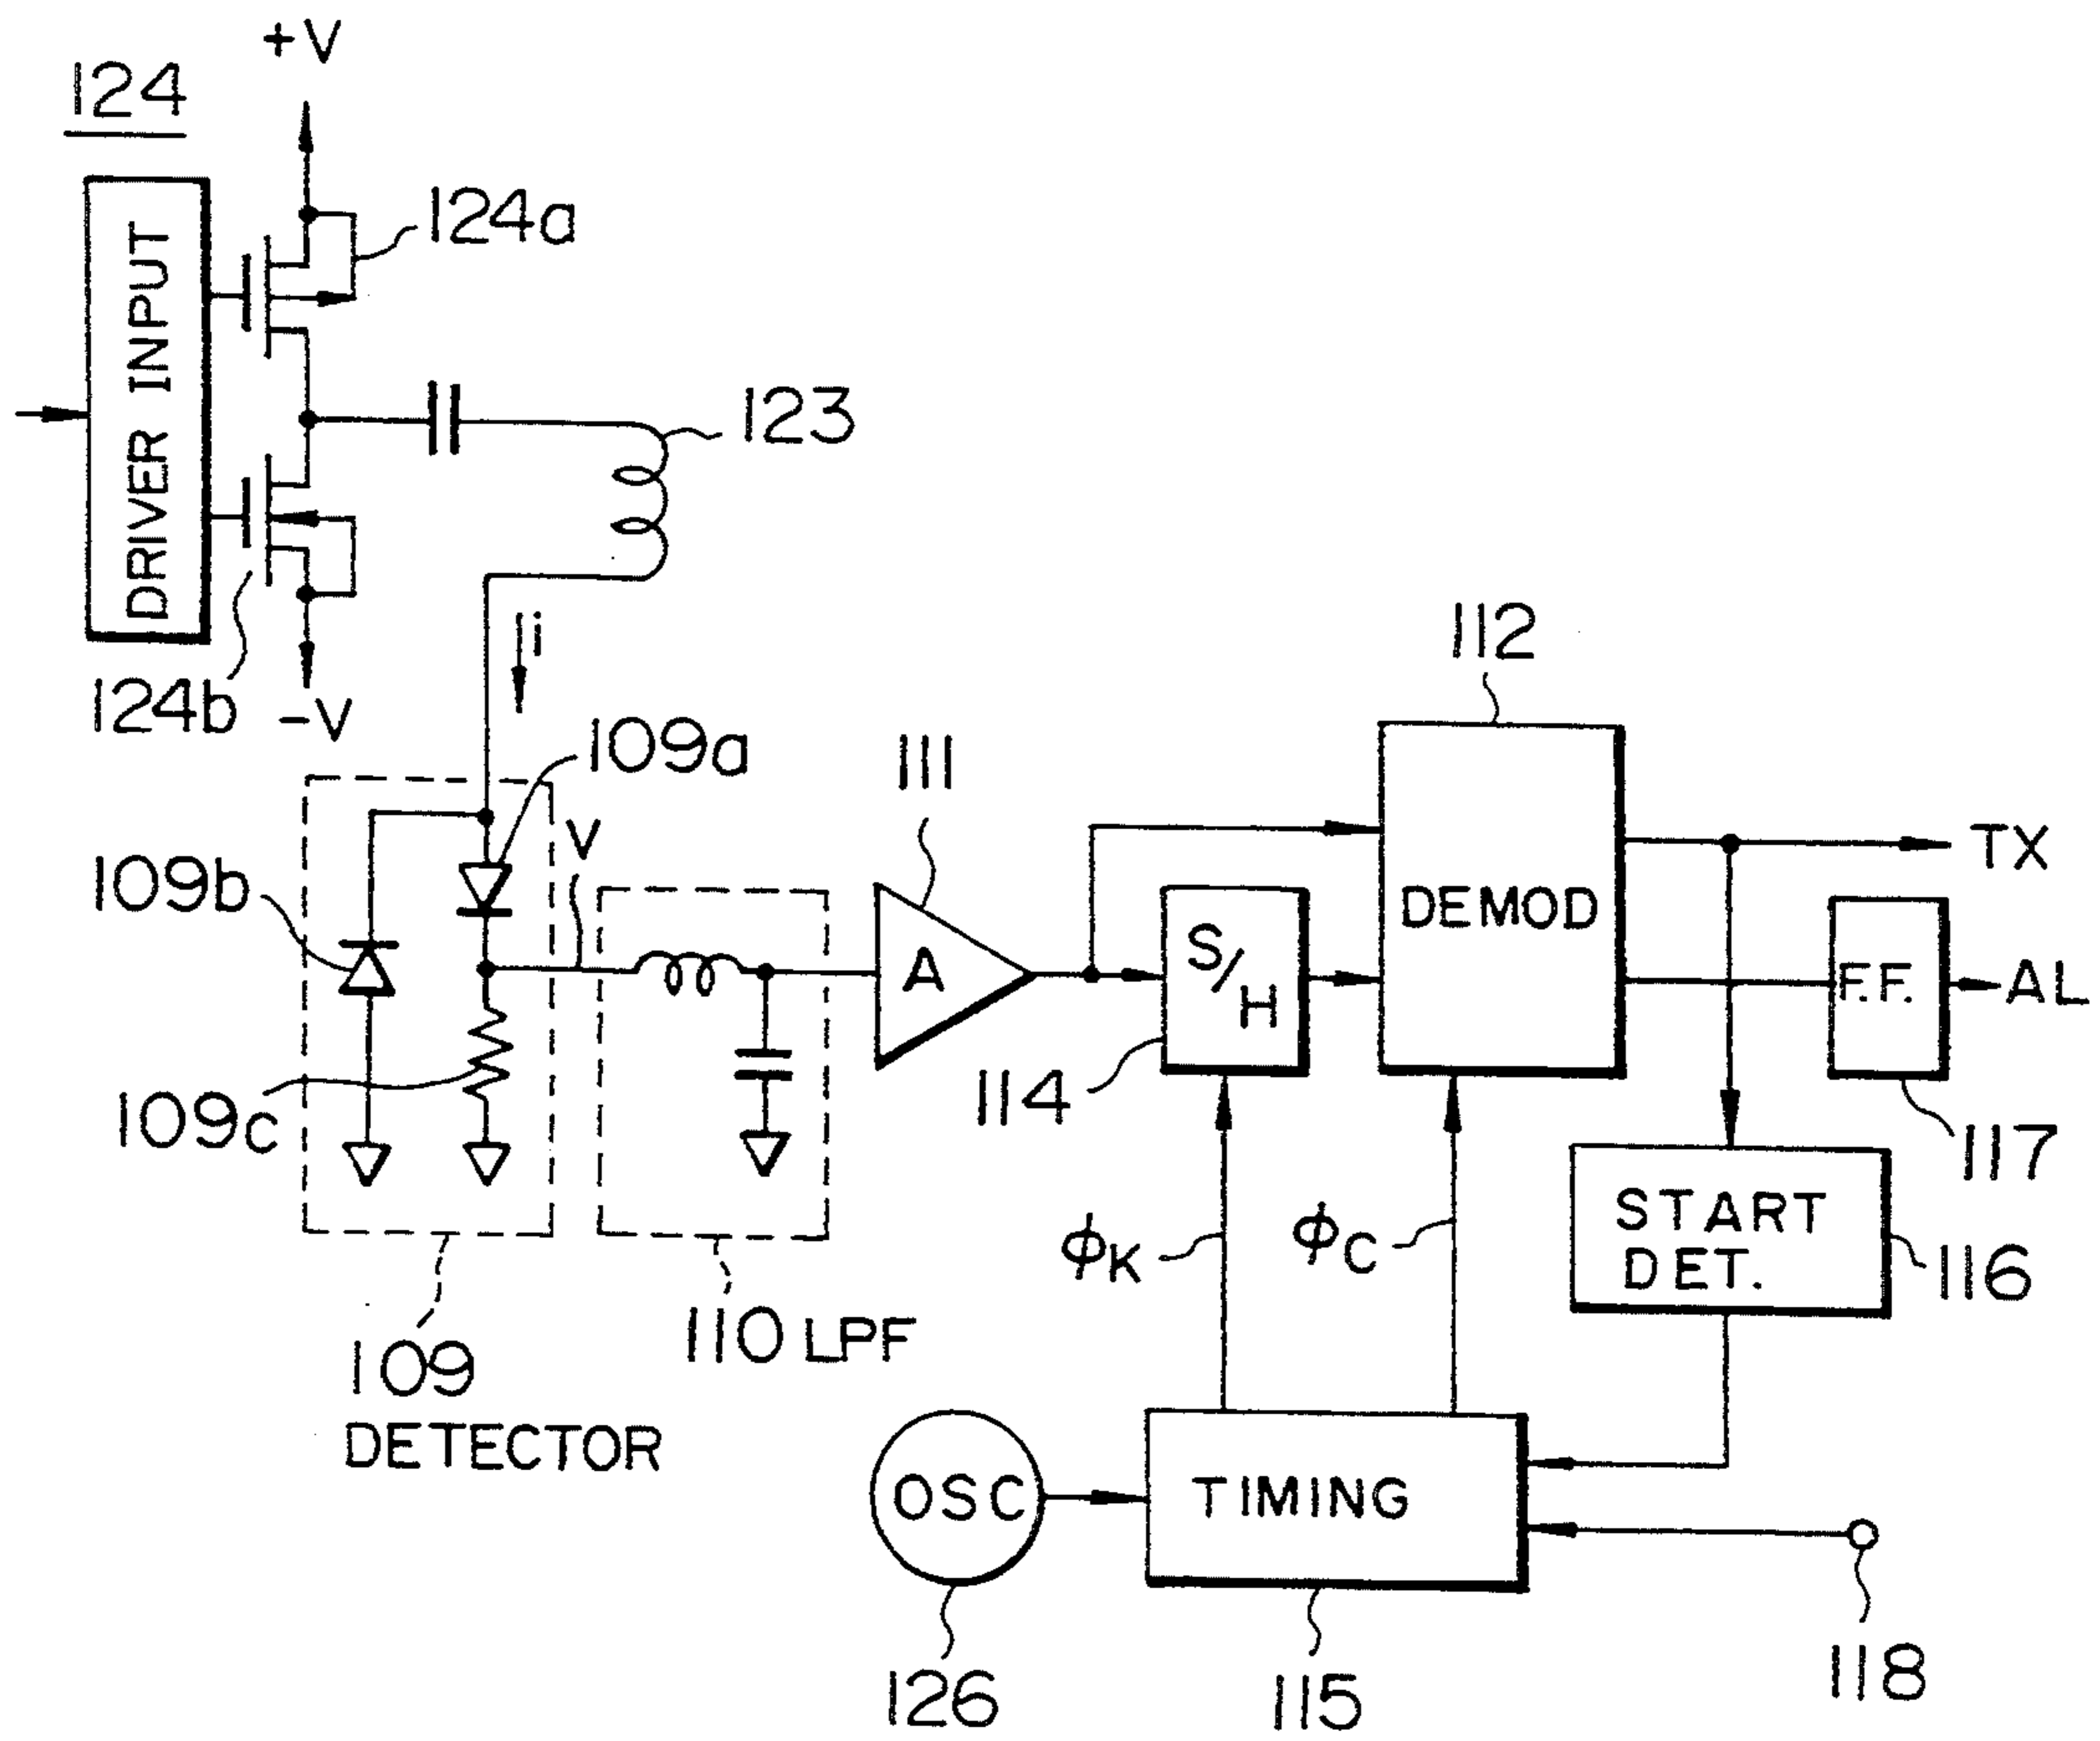 +V
124
124a
DRIVER INPUT
123
124b
-V
i
112
109a
111
V
TX
109b
DEMOD
S/H
A
F.F.
AL
114
109c
117
START
DET.
ϕK
ϕC
116
110 LPF
109
DETECTOR
OSC
TIMING
118
126
115